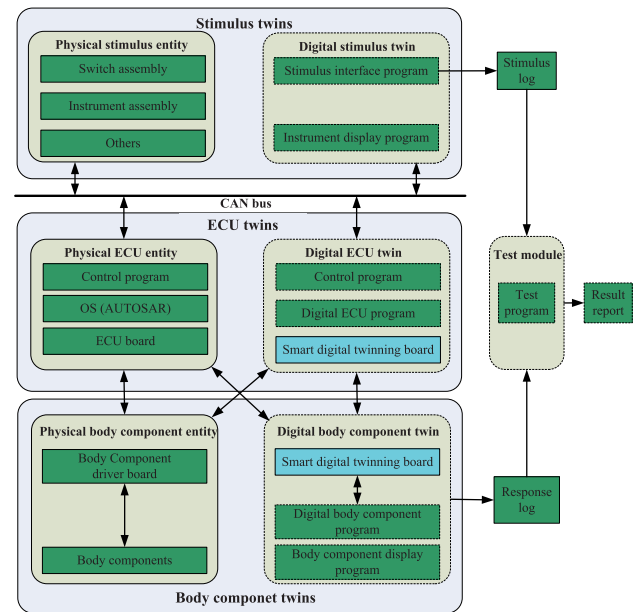 Stimulus twins
Physical stimulus entity
Switch assembly
Instrument assembly
Others
Digital stimulus twin
Stimulus interface program
Instrument display program
Stimulus
log
CAN bus
ECU twins
Physical ECU entity
Control program
OS (AUTOSAR)
ECU board
Digital ECU twin
Control program
Digital ECU program
Smart digital twinning board
Test module
Test
program
Result
report
Physical body component entity
Body Component
driver board
Body components
Digital body component twin
Smart digital twinning board
Digital body component
program
Body component display
program
Response
log
Body componet twins